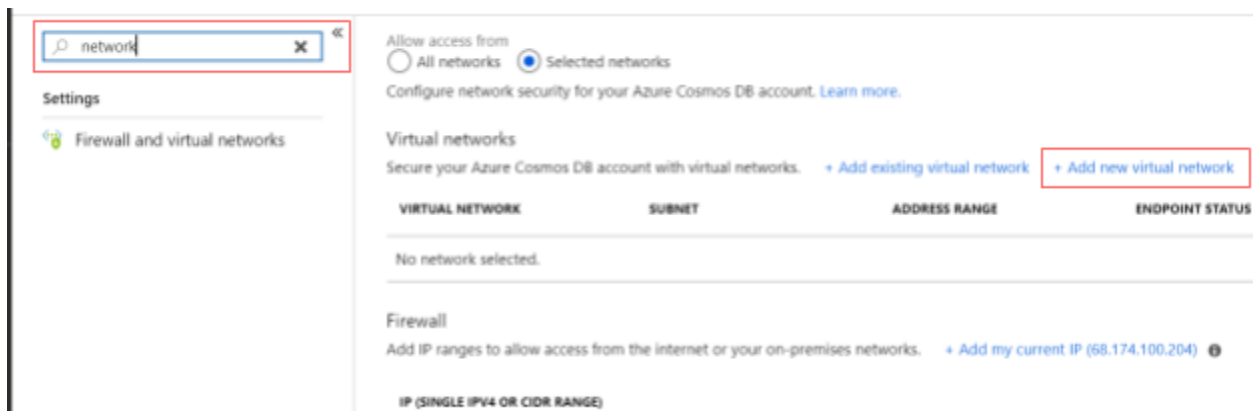 network
Settings
Firewall and virtual networks
Allow access from
All networks Selected networks
Configure network security for your Azure Cosmos DB account. Learn more.
Virtual networks
Secure your Azure Cosmos DB account with virtual networks. + Add existing virtual network + Add new virtual network
VIRTUAL NETWORK SUBNET ADDRESS RANGE ENDPOINT STATUS
No network selected.
Firewall
Add IP ranges to allow access from the internet or your on-premises networks. + Add my current IP (68.174.100.204)
IP (SINGLE IPV4 OR CIDR RANGE)